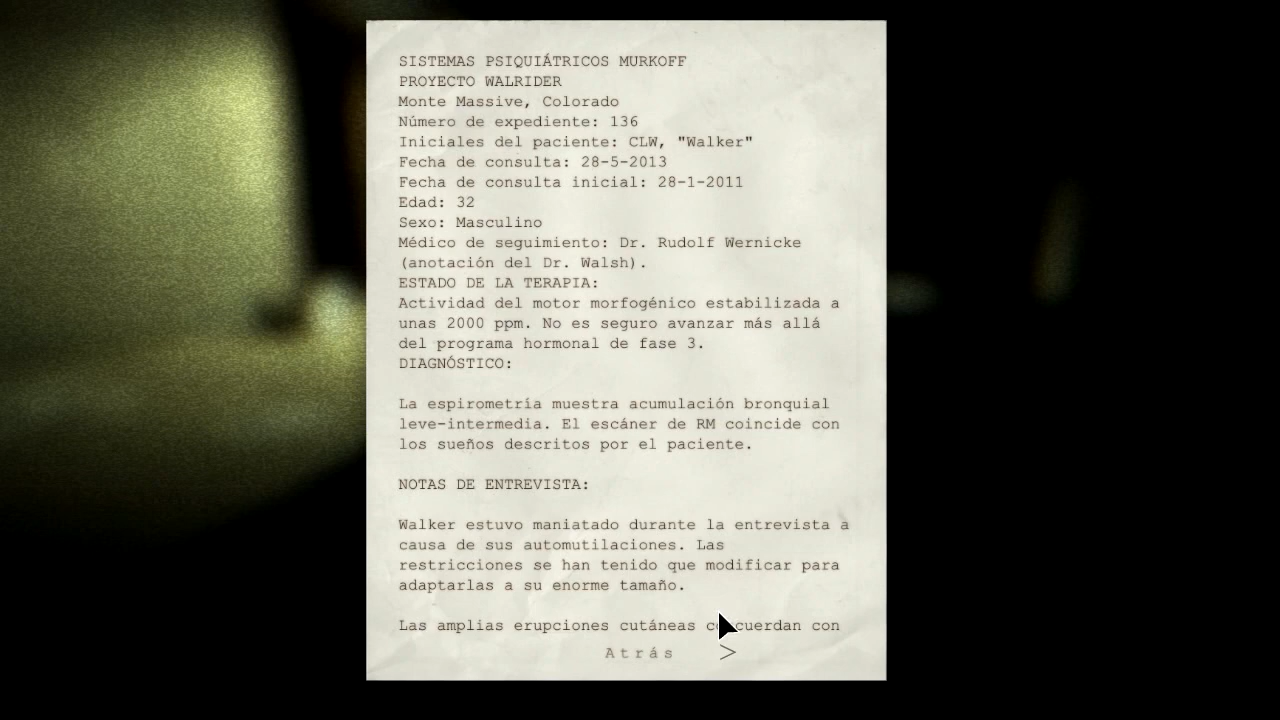 SISTEMAS PSIQUIÁTRICOS MURKOFF
PROYECTO WALRIDER
Monte Massive, Colorado
Número de expediente: 136
Iniciales del paciente: CLW, "Walker"
Fecha de consulta: 28-5-2013
Fecha de consulta inicial: 28-1-2011
Edad: 32
Sexo: Masculino
Médico de seguimiento: Dr. Rudolf Wernicke
(anotación del Dr. Walsh).
ESTADO DE LA TERAPIA:
Actividad del motor morfogénico estabilizada a
unas 2000 ppm. No es seguro avanzar más allá
del programa hormonal de fase 3.
DIAGNÓSTICO:
La espirometría muestra acumulación bronquial
leve-intermedia. El escáner de RM coincide con
los sueños descritos por el paciente.
NOTAS DE ENTREVISTA:
Walker estuvo maniatado durante la entrevista a
causa de sus automutilaciones. Las
restricciones se han tenido que modificar para
adaptarlas a su enorme tamaño.
Las amplias erupciones cutáneas con
Atrás >